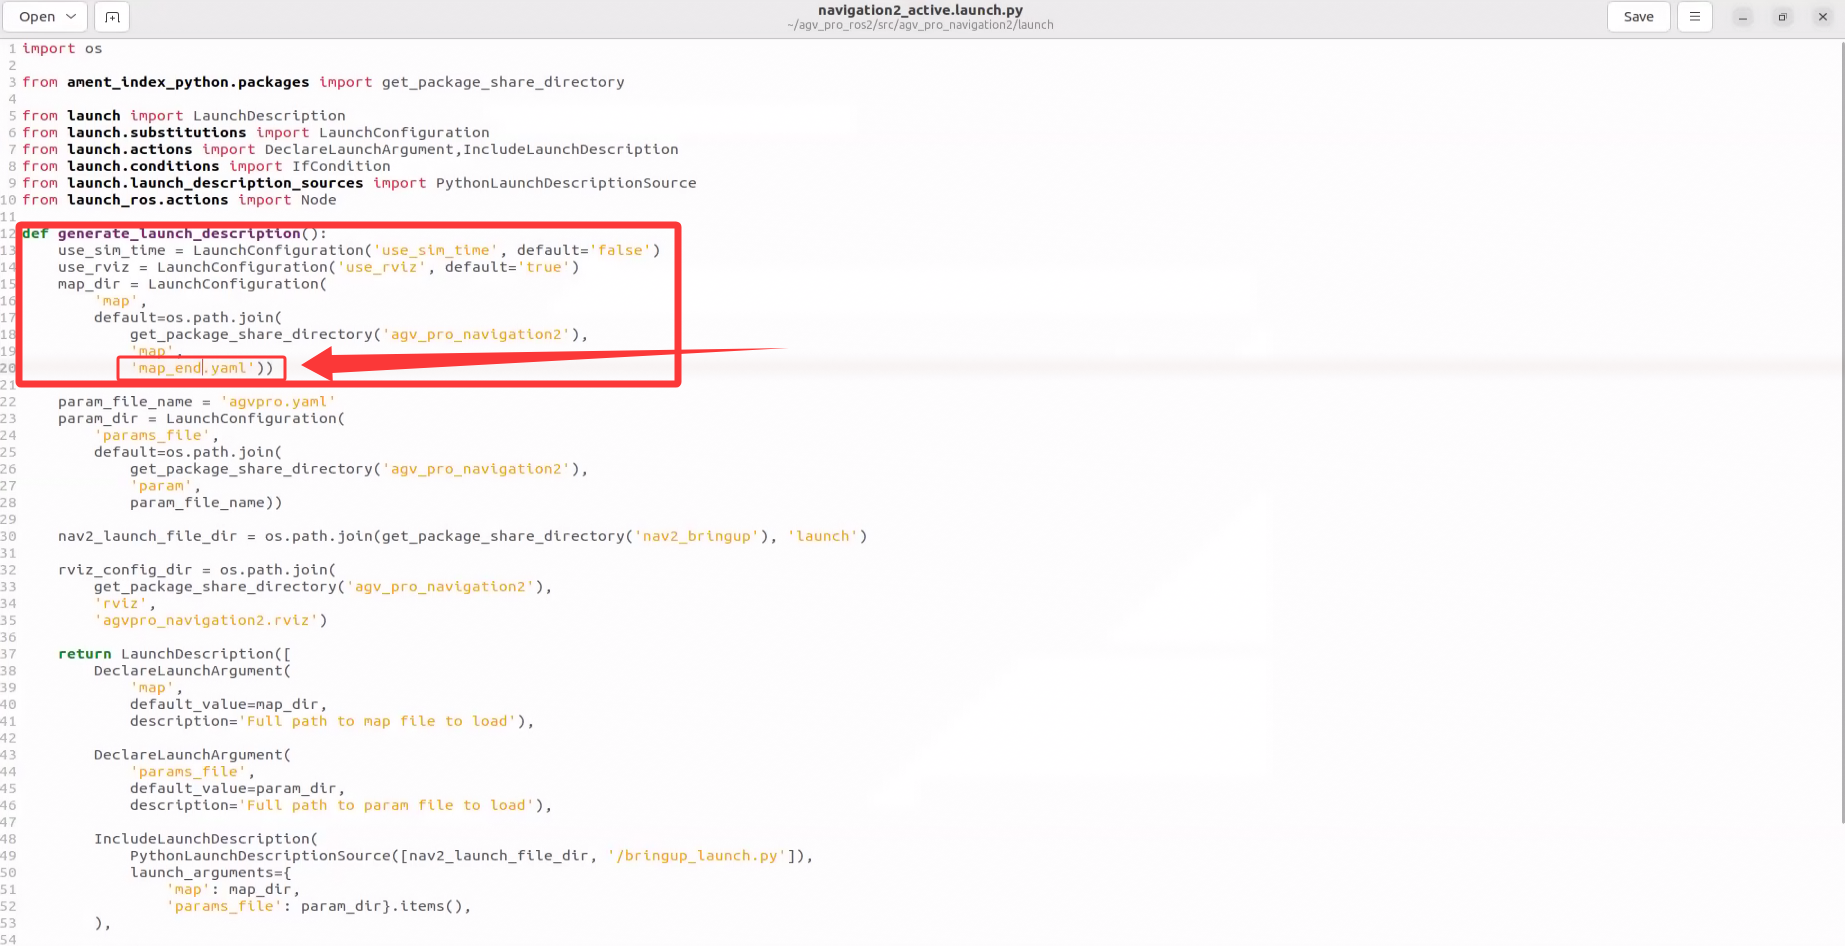 Open
navigation2_active.launch.py
~/agv_pro_ros2/src/agv_pro_navigation2/launch
Save
1 import os
2
3 from ament_index_python.packages import get_package_share_directory
4
5 from launch import LaunchDescription
6 from launch.substitutions import LaunchConfiguration
7 from launch.actions import DeclareLaunchArgument,IncludeLaunchDescription
8 from launch.conditions import IfCondition
9 from launch.launch_description_sources import PythonLaunchDescriptionSource
10 from launch_ros.actions import Node
11
12 def generate_launch_description():
13     use_sim_time = LaunchConfiguration('use_sim_time', default='false')
14     use_rviz = LaunchConfiguration('use_rviz', default='true')
15     map_dir = LaunchConfiguration(
16         'map',
17         default=os.path.join(
18             get_package_share_directory('agv_pro_navigation2'),
19             'map',
20             'map_end.yaml'))
21
22     param_file_name = 'agvpro.yaml'
23     param_dir = LaunchConfiguration(
24         'params_file',
25         default=os.path.join(
26             get_package_share_directory('agv_pro_navigation2'),
27             'param',
28             param_file_name))
29
30     nav2_launch_file_dir = os.path.join(get_package_share_directory('nav2_bringup'), 'launch')
31
32     rviz_config_dir = os.path.join(
33         get_package_share_directory('agv_pro_navigation2'),
34         'rviz',
35         'agvpro_navigation2.rviz')
36
37     return LaunchDescription([
38         DeclareLaunchArgument(
39             'map',
40             default_value=map_dir,
41             description='Full path to map file to load'),
42
43         DeclareLaunchArgument(
44             'params_file',
45             default_value=param_dir,
46             description='Full path to param file to load'),
47
48         IncludeLaunchDescription(
49             PythonLaunchDescriptionSource([nav2_launch_file_dir, '/bringup_launch.py']),
50             launch_arguments={
51                 'map': map_dir,
52                 'params_file': param_dir}.items(),
53         ),
54